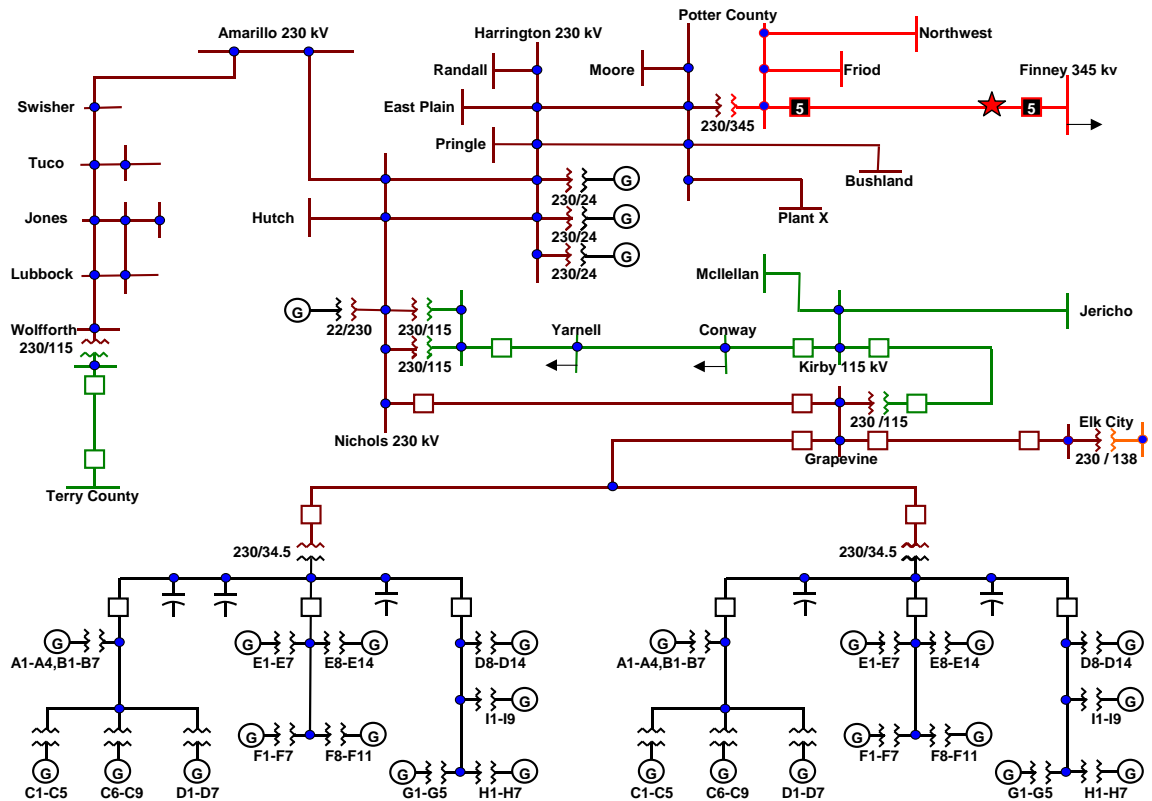 Potter County
Amarillo 230 kV
Harrington 230 kV
Northwest
Randall
Moore
Friod
Finney 345 kv
Swisher
East Plain
5
5
230/345
Pringle
Tuco
Bushland
G
230/24
Jones
Hutch
Plant X
G
230/24
Lubbock
G
230/24
Mcllellan
G
22/230
230/115
Jericho
Wolfforth
230/115
Yarnell
Conway
230/115
Kirby 115 kV
230 /115
Nichols 230 kV
Elk City
Grapevine
230 / 138
Terry County
230/34.5
230/34.5
G
A1-A4,B1-B7
G
E1-E7
G
E8-E14
G
D8-D14
G
A1-A4,B1-B7
G
E1-E7
G
E8-E14
G
D8-D14
G
I1-I9
G
I1-I9
G
F1-F7
G
F8-F11
G
F1-F7
G
F8-F11
G
C1-C5
G
C6-C9
G
D1-D7
G
G1-G5
G
H1-H7
G
C1-C5
G
C6-C9
G
D1-D7
G
G1-G5
G
H1-H7